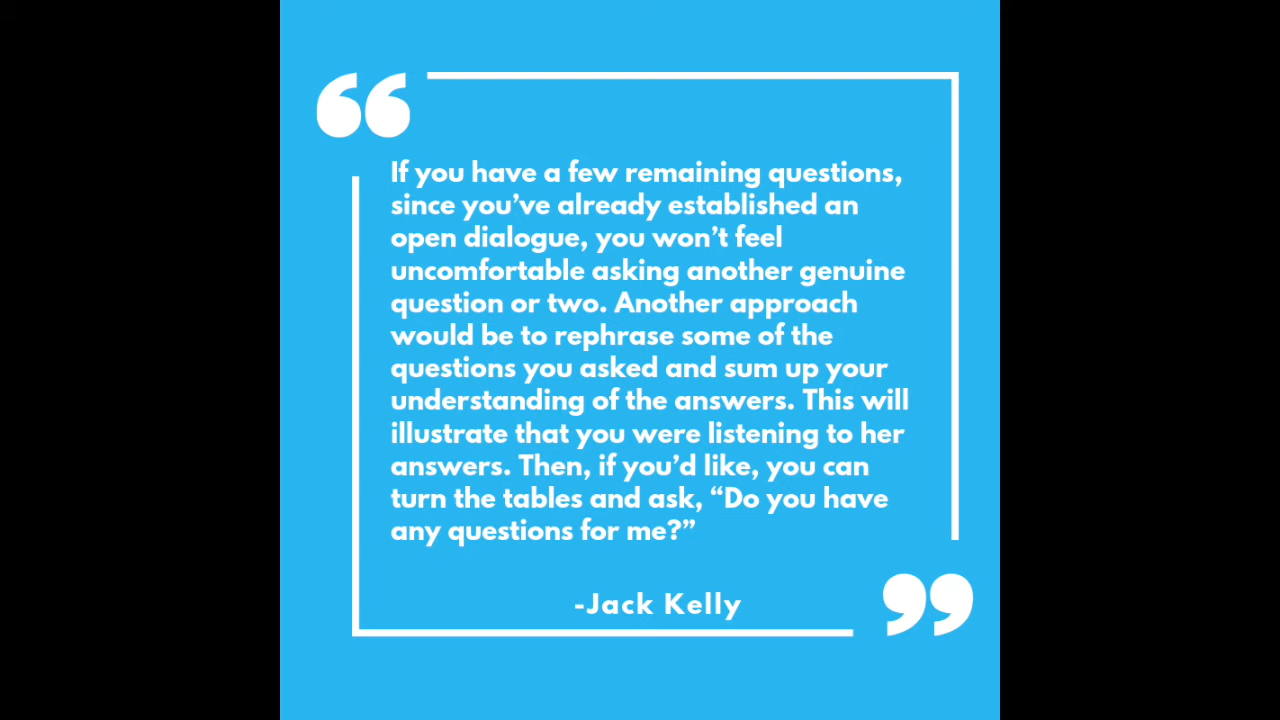 If you have a few remaining questions,
since you’ve already established an
open dialogue, you won’t feel
uncomfortable asking another genuine
question or two. Another approach
would be to rephrase some of the
questions you asked and sum up your
understanding of the answers. This will
illustrate that you were listening to her
answers. Then, if you’d like, you can
turn the tables and ask, “Do you have
any questions for me?”
-Jack Kelly